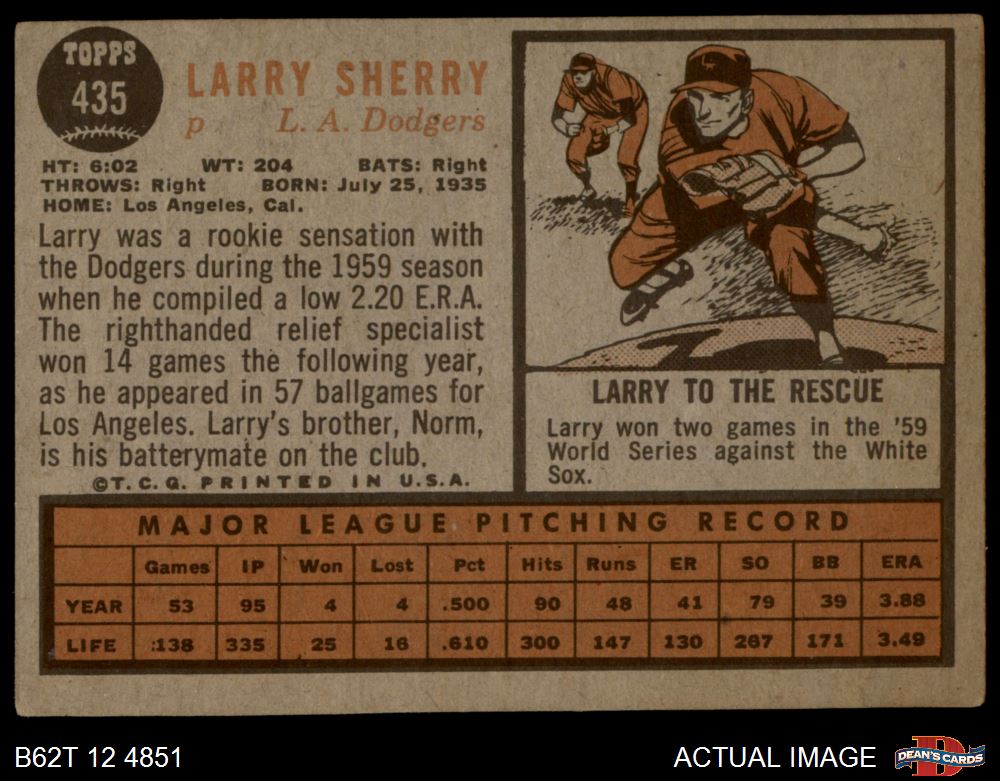 TOPPS
435
LARRY SHERRY
p L. A. Dodgers
HT: 6:02 WT: 204 BATS: Right
THROWS: Right BORN: July 25, 1935
HOME: Los Angeles, Cal.
Larry was a rookie sensation with
the Dodgers during the 1959 season
when he compiled a low 2.20 E.R.A.
The righthanded relief specialist
won 14 games the following year,
as he appeared in 57 ballgames for
Los Angeles. Larry's brother, Norm,
is his batterymate on the club.
©T. C. G. PRINTED IN U.S.A.
LARRY TO THE RESCUE
Larry won two games in the '59
World Series against the White
Sox.
MAJOR LEAGUE PITCHING RECORD
Games IP Won Lost Pct Hits Runs ER SO BB ERA
YEAR 53 95 4 4 .500 90 48 41 79 39 3.88
LIFE 138 335 25 16 .610 300 147 130 267 171 3.49
B62T 12 4851
ACTUAL IMAGE
D
DEAN'S CARDS